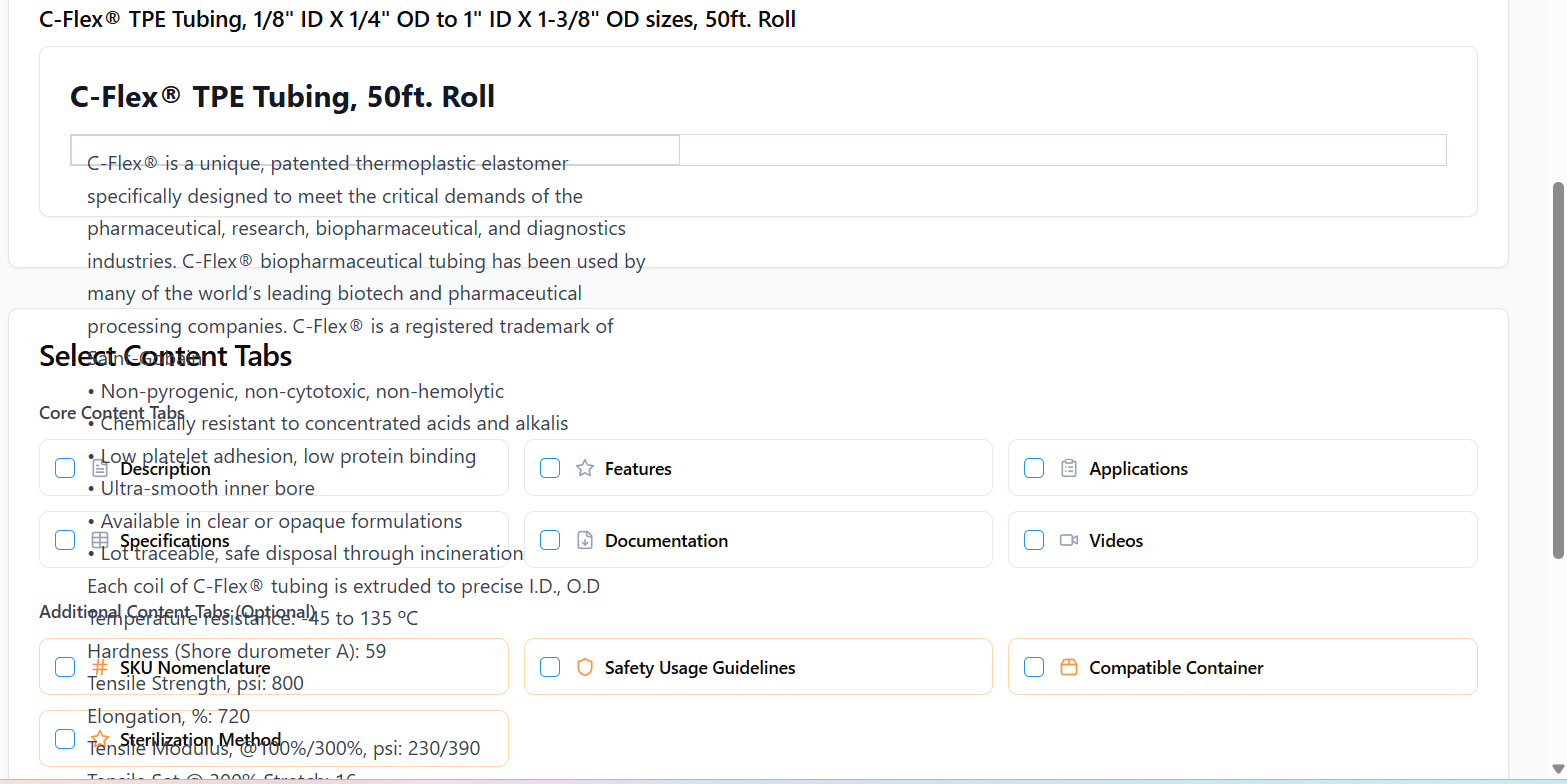 C-Flex® TPE Tubing, 1/8" ID X 1/4" OD to 1" ID X 1-3/8" OD sizes, 50ft. Roll
C-Flex® TPE Tubing, 50ft. Roll
C-Flex® is a unique, patented thermoplastic elastomer
specifically designed to meet the critical demands of the
pharmaceutical, research, biopharmaceutical, and diagnostics
industries. C-Flex® biopharmaceutical tubing has been used by
many of the world’s leading biotech and pharmaceutical
processing companies. C-Flex® is a registered trademark of
Saint-Gobain
• Non-pyrogenic, non-cytotoxic, non-hemolytic
• Chemically resistant to concentrated acids and alkalis
• Low platelet adhesion, low protein binding
• Ultra-smooth inner bore
• Available in clear or opaque formulations
• Lot traceable, safe disposal through incineration
Each coil of C-Flex® tubing is extruded to precise I.D., O.D
Temperature resistance: -45 to 135 ºC
Hardness (Shore durometer A): 59
Tensile Strength, psi: 800
Elongation, %: 720
Tensile Modulus, @100%/300%, psi: 230/390
Tensile Set @ 300% Stretch: 16
Select Content Tabs
Core Content Tabs
Description
Features
Applications
Specifications
Documentation
Videos
Additional Content Tabs (Optional)
SKU Nomenclature
Safety Usage Guidelines
Compatible Container
Sterilization Method